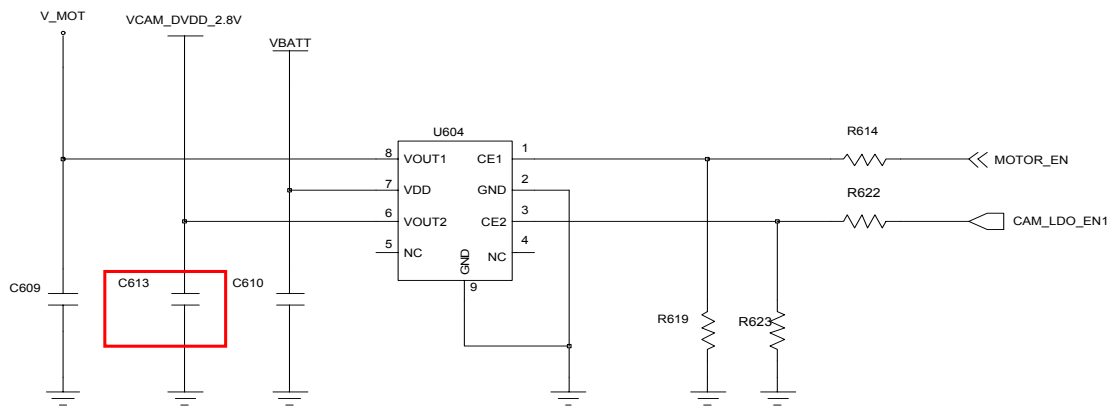 V_MOT
VCAM_DVDD_2.8V
VBATT
U604
8 VOUT1 CE1 1
7 VDD GND 2
6 VOUT2 CE2 3
5 NC NC 4
GND
9
R614
MOTOR_EN
R622
CAM_LDO_EN1
C609
C613
C610
R619
R623